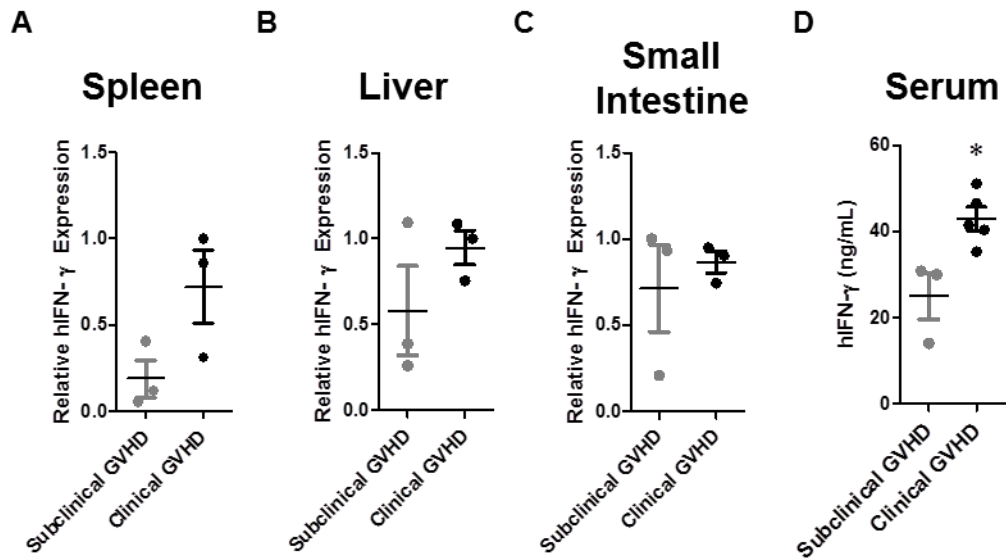 A
Spleen
Relative hIFN- γ Expression
1.5
1.0
0.5
0.0
Subclinical GVHD
Clinical GVHD
B
Liver
Relative hIFN- γ Expression
1.5
1.0
0.5
0.0
Subclinical GVHD
Clinical GVHD
C
Small
Intestine
Relative hIFN- γ Expression
1.5
1.0
0.5
0.0
Subclinical GVHD
Clinical GVHD
D
Serum
hIFN-γ (ng/mL)
60
40
20
0
*
Subclinical GVHD
Clinical GVHD